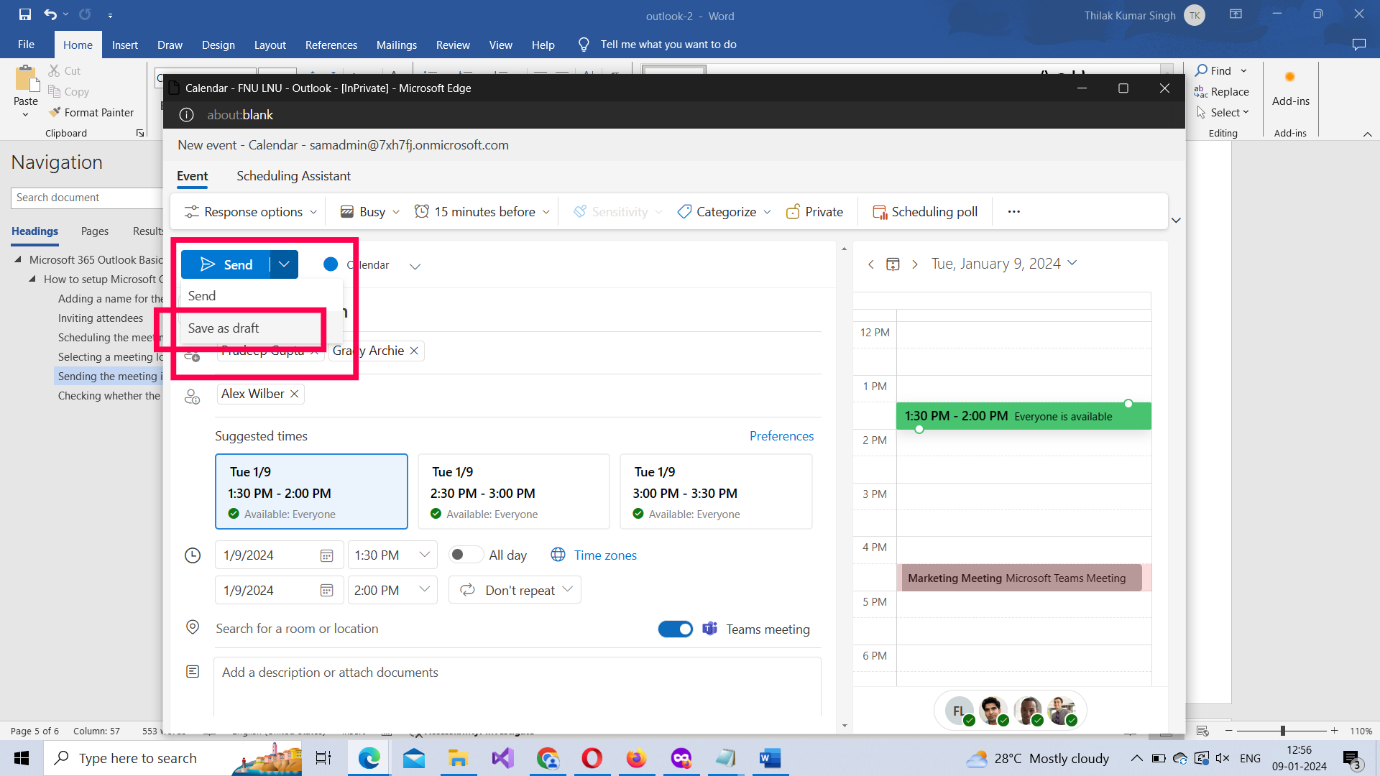 outlook-2 - Word
Thilak Kumar Singh TK
File Home Insert Draw Design Layout References Mailings Review View Help Tell me what you want to do
Paste
Cut
Copy
Format Painter
Clipboard
Find
Replace
Select
Editing
Add-ins
Add-ins
Navigation
Search document
Headings Pages Results
Microsoft 365 Outlook Basic
How to setup Microsoft
Adding a name for the
Inviting attendees
Scheduling the
Selecting a meeting
Sending the meeting
Checking whether the
Calendar - FNU LNU - Outlook - [InPrivate] - Microsoft Edge
about:blank
New event - Calendar - samadmin@7xh7fj.onmicrosoft.com
Event Scheduling Assistant
Response options Busy 15 minutes before Sensitivity Categorize Private Scheduling poll ...
Send Calendar
Send
Save as draft
Pradeep Gupta Grady Archie
Alex Wilber
Suggested times Preferences
Tue 1/9
1:30 PM - 2:00 PM
Available: Everyone
Tue 1/9
2:30 PM - 3:00 PM
Available: Everyone
Tue 1/9
3:00 PM - 3:30 PM
Available: Everyone
1/9/2024 1:30 PM All day Time zones
1/9/2024 2:00 PM Don't repeat
Search for a room or location Teams meeting
Add a description or attach documents
Tue, January 9, 2024
12 PM
1 PM
1:30 PM - 2:00 PM Everyone is available
2 PM
3 PM
4 PM
Marketing Meeting Microsoft Teams Meeting
5 PM
6 PM
FL
Page 5 of 6 Column: 57 553 words
110%
Type here to search
28°C Mostly cloudy ENG
12:56
09-01-2024
3